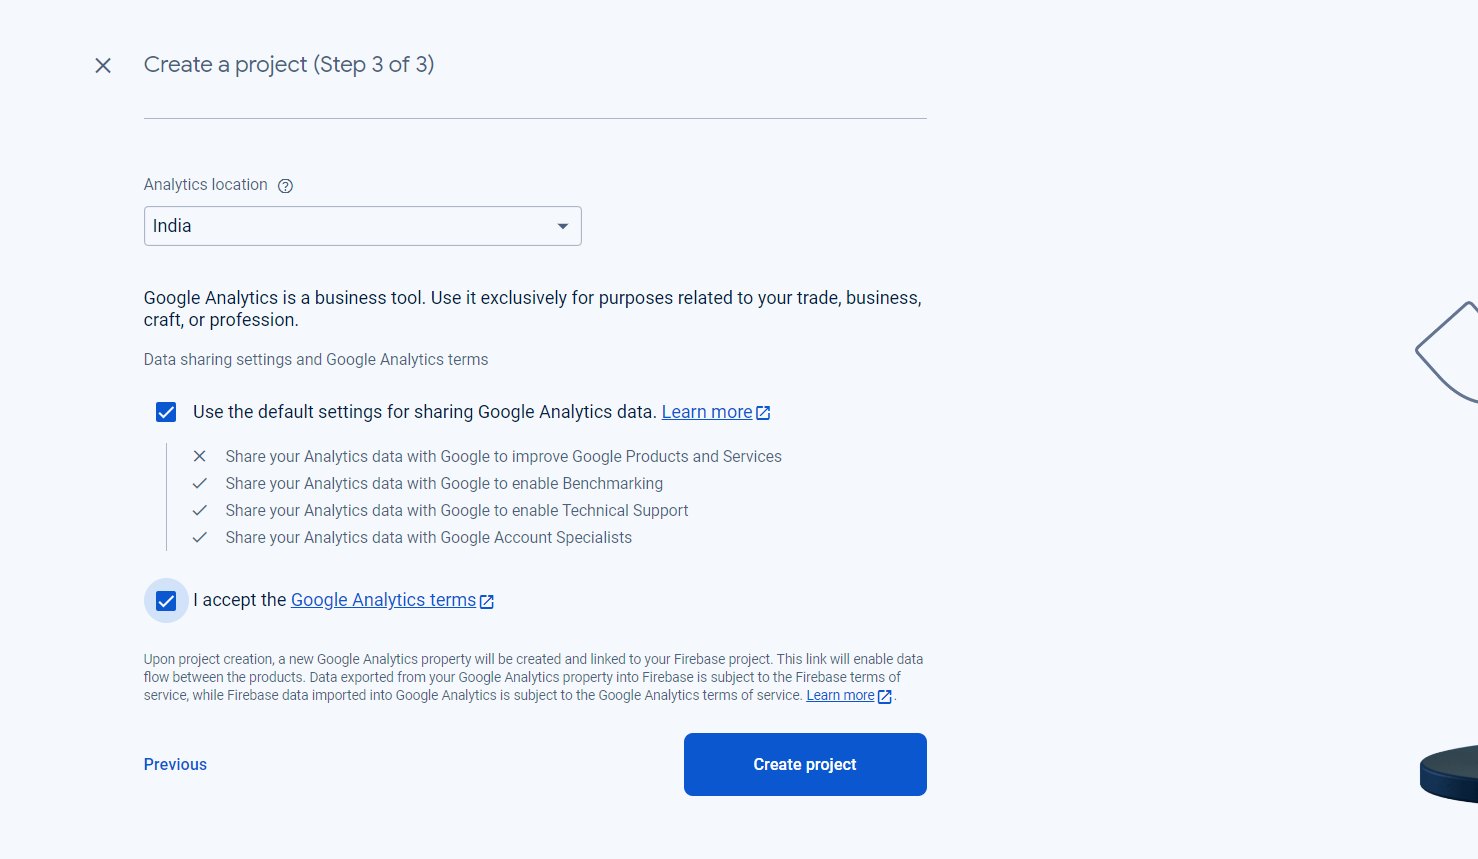 Create a project (Step 3 of 3)
Analytics location
India
Google Analytics is a business tool. Use it exclusively for purposes related to your trade, business,
craft, or profession.
Data sharing settings and Google Analytics terms
Use the default settings for sharing Google Analytics data. Learn more
Share your Analytics data with Google to improve Google Products and Services
Share your Analytics data with Google to enable Benchmarking
Share your Analytics data with Google to enable Technical Support
Share your Analytics data with Google Account Specialists
I accept the Google Analytics terms
Upon project creation, a new Google Analytics property will be created and linked to your Firebase project. This link will enable data
flow between the products. Data exported from your Google Analytics property into Firebase is subject to the Firebase terms of
service, while Firebase data imported into Google Analytics is subject to the Google Analytics terms of service. Learn more.
Previous
Create project